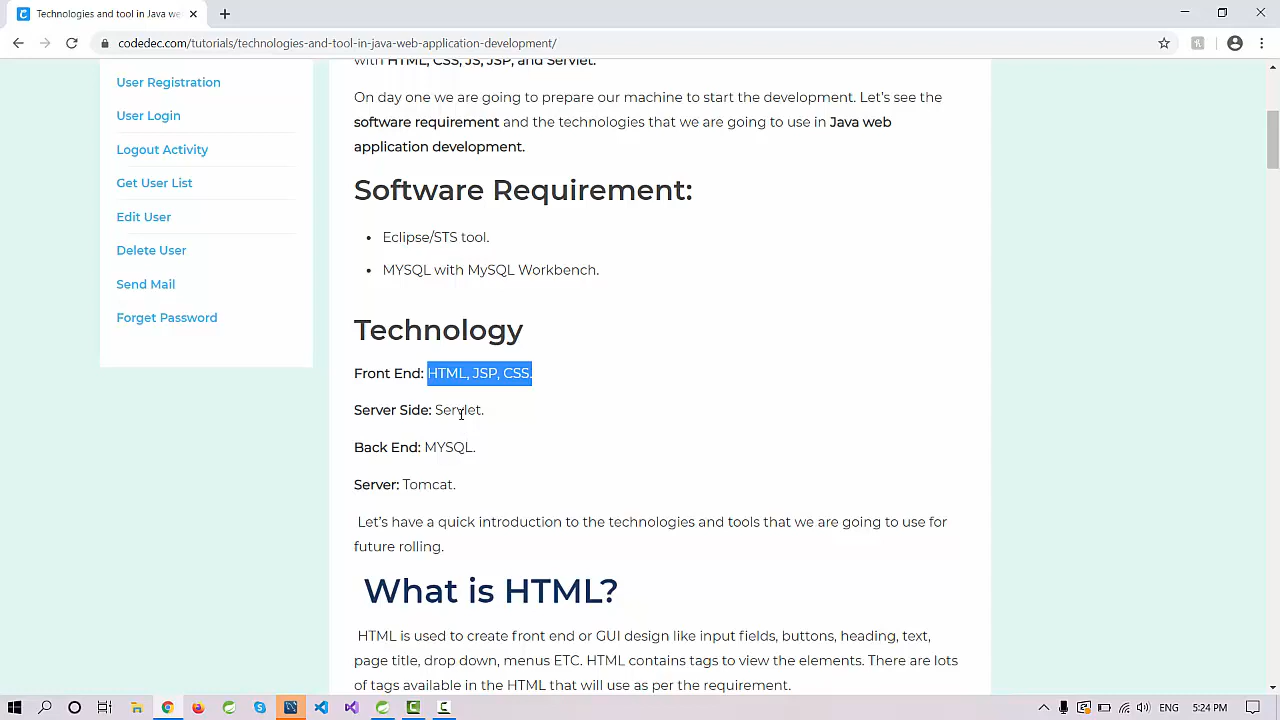 Technologies and tool in Java we
codedec.com/tutorials/technologies-and-tool-in-java-web-application-development/
User Registration
User Login
Logout Activity
Get User List
Edit User
Delete User
Send Mail
Forget Password
with HTML, CSS, JS, JSP, and Servlet.
On day one we are going to prepare our machine to start the development. Let's see the
software requirement and the technologies that we are going to use in Java web
application development.
Software Requirement:
• Eclipse/STS tool.
• MYSQL with MySQL Workbench.
Technology
Front End: HTML, JSP, CSS.
Server Side: Servlet.
Back End: MYSQL.
Server: Tomcat.
Let's have a quick introduction to the technologies and tools that we are going to use for
future rolling.
What is HTML?
HTML is used to create front end or GUI design like input fields, buttons, heading, text,
page title, drop down, menus ETC. HTML contains tags to view the elements. There are lots
of tags available in the HTML that will use as per the requirement.
ENG 5:24 PM